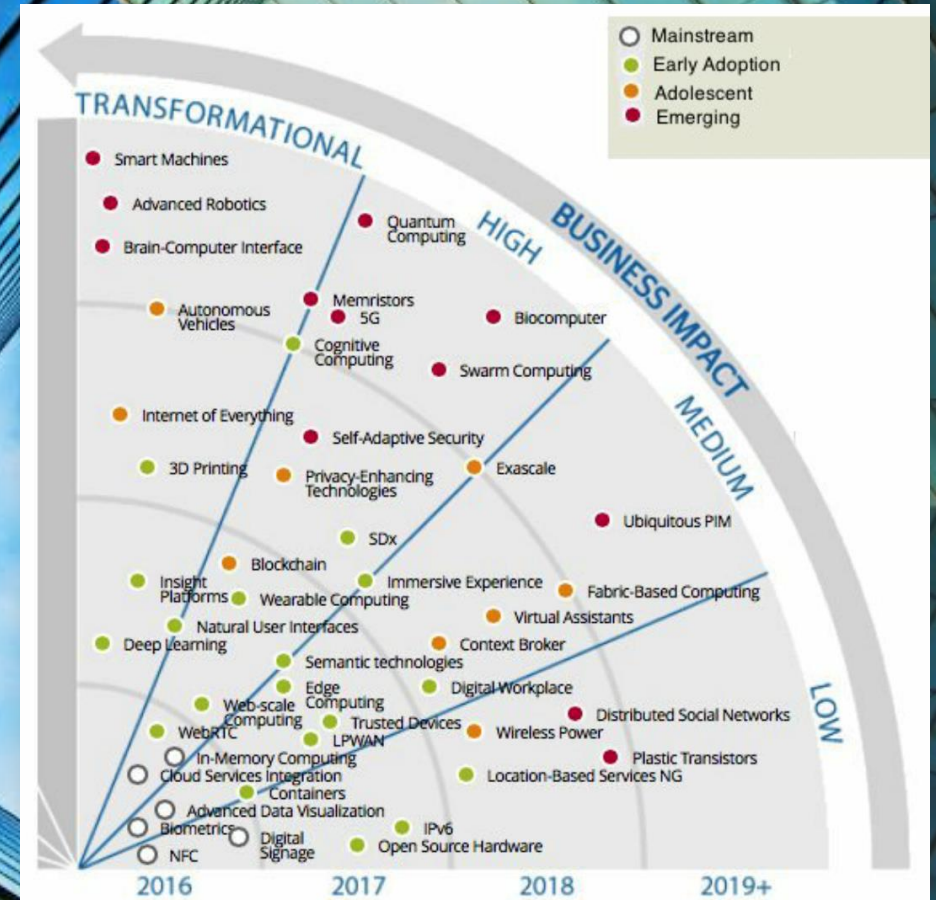 Mainstream
Early Adoption
Adolescent
Emerging
TRANSFORMATIONAL
HIGH
BUSINESS IMPACT
MEDIUM
LOW
Smart Machines
Advanced Robotics
Quantum
Computing
Brain-Computer Interface
Memristors
Autonomous
Vehicles
5G
Biocomputer
Cognitive
Computing
Swarm Computing
Internet of Everything
Self-Adaptive Security
3D Printing
Exascale
Privacy-Enhancing
Technologies
Ubiquitous PIM
SDx
Blockchain
Insight
Platforms
Immersive Experience
Fabric-Based Computing
Wearable Computing
Virtual Assistants
Natural User Interfaces
Deep Learning
Context Broker
Semantic technologies
Edge
Computing
Digital Workplace
Web-scale
Computing
Distributed Social Networks
Trusted Devices
WebRTC
Wireless Power
LPWAN
In-Memory Computing
Plastic Transistors
Cloud Services Integration
Location-Based Services NG
Containers
Advanced Data Visualization
Biometrics
IPv6
Digital
Signage
Open Source Hardware
NFC
2016
2017
2018
2019+